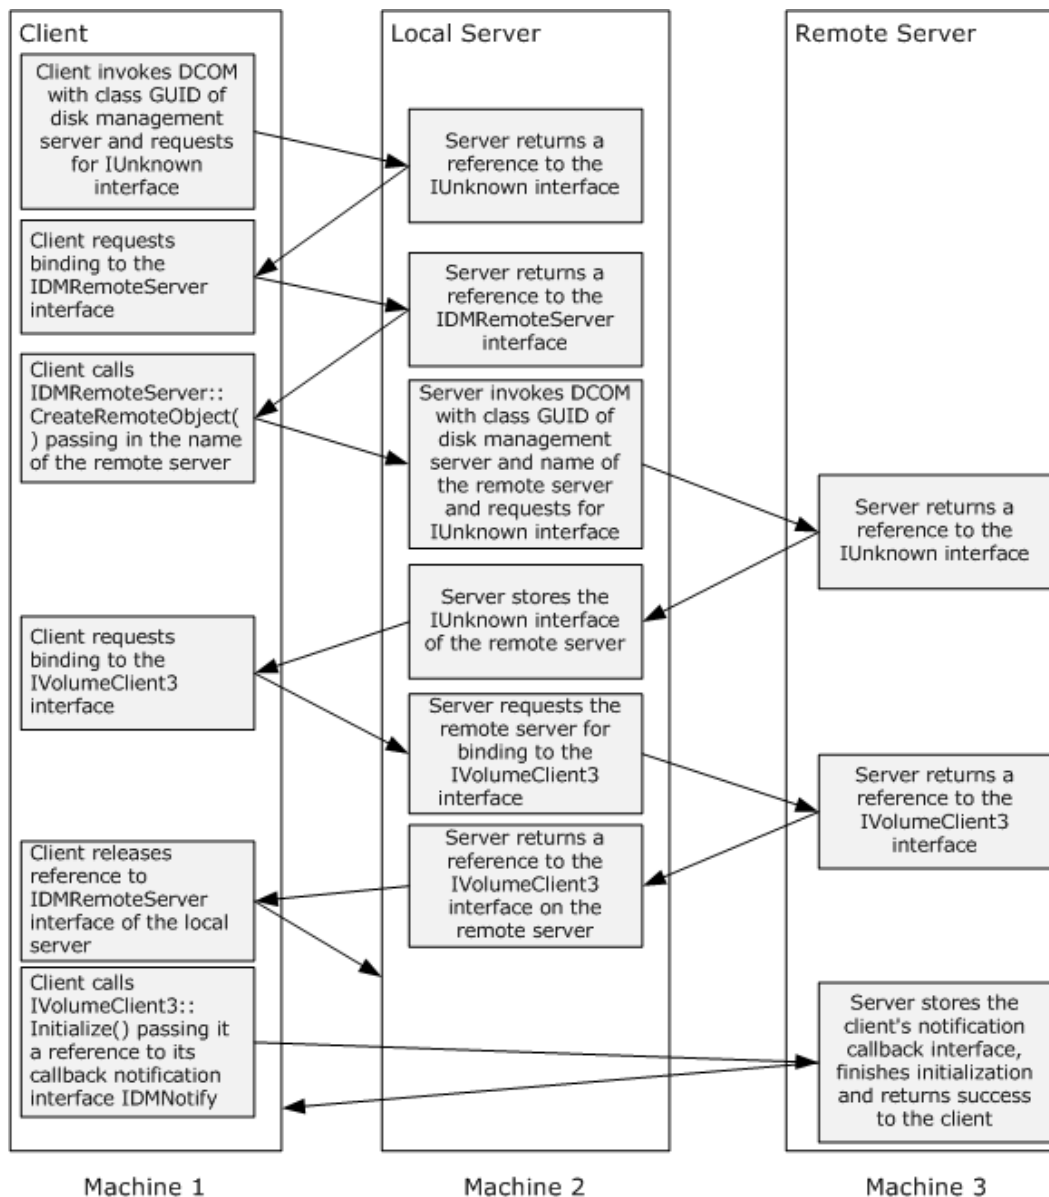 Client
Client invokes DCOM
with class GUID of
disk management
server and requests
for IUnknown
interface
Client requests
binding to the
IDMRemoteServer
interface
Client calls
IDMRemoteServer::
CreateRemoteObject(
) passing in the name
of the remote server
Client requests
binding to the
IVolumeClient3
interface
Client releases
reference to
IDMRemoteServer
interface of the local
server
Client calls
IVolumeClient3::
Initialize() passing it
a reference to its
callback notification
interface IDMNotify
Machine 1
Local Server
Server returns a
reference to the
IUnknown interface
Server returns a
reference to the
IDMRemoteServer
interface
Server invokes DCOM
with class GUID of
disk management
server and name of
the remote server
and requests for
IUnknown interface
Server stores the
IUnknown interface
of the remote server
Server requests the
remote server for
binding to the
IVolumeClient3
interface
Server returns a
reference to the
IVolumeClient3
interface on the
remote server
Machine 2
Remote Server
Server returns a
reference to the
IUnknown interface
Server returns a
reference to the
IVolumeClient3
interface
Server stores the
client's notification
callback interface,
finishes initialization
and returns success
to the client
Machine 3